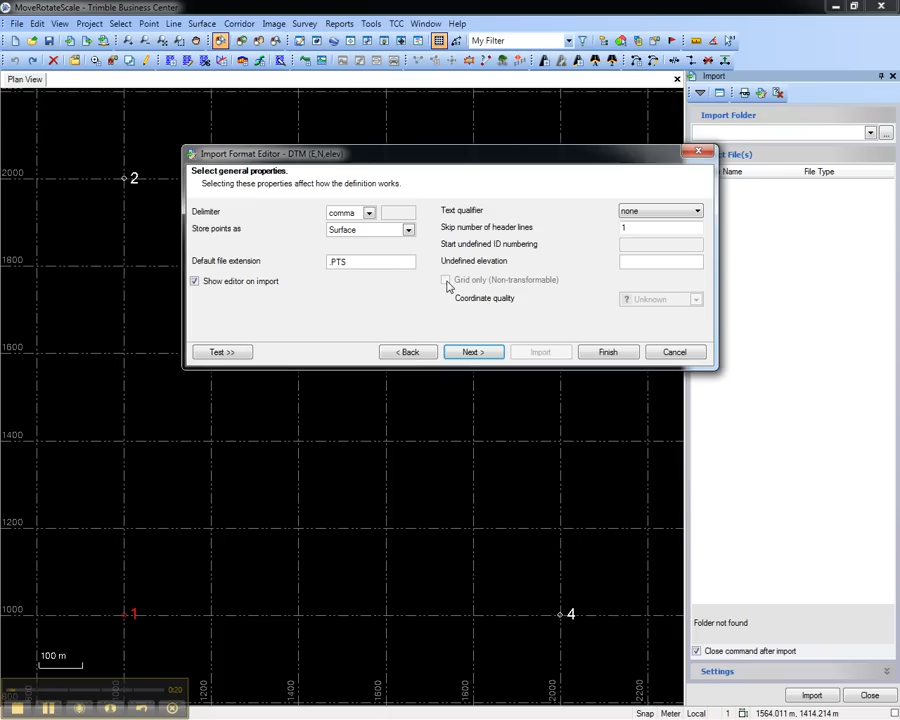 MoveRotateScale - Trimble Business Center
File Edit View Project Select Point Line Surface Corridor Image Survey Reports Tools TCC Window Help
My Filter
Plan View
Import
Import Folder
...
File(s)
Name File Type
Import Format Editor - DTM (E,N,elev)
Select general properties.
Selecting these properties affect how the definition works.
Delimiter comma Text qualifier none
Store points as Surface Skip number of header lines 1
Start undefined ID numbering
Default file extension .PTS Undefined elevation
Show editor on import Grid only (Non-transformable)
Coordinate quality ? Unknown
Test >> < Back Next > Import Finish Cancel
2000 2
1800
1600
1400
1200
1000 1 4
100 m
1000 1200 1400 1600 1800 2000 2200
Folder not found
Close command after import
Settings
0:20
Import Close
Snap Meter Local 1 1564.011 m, 1414.214 m